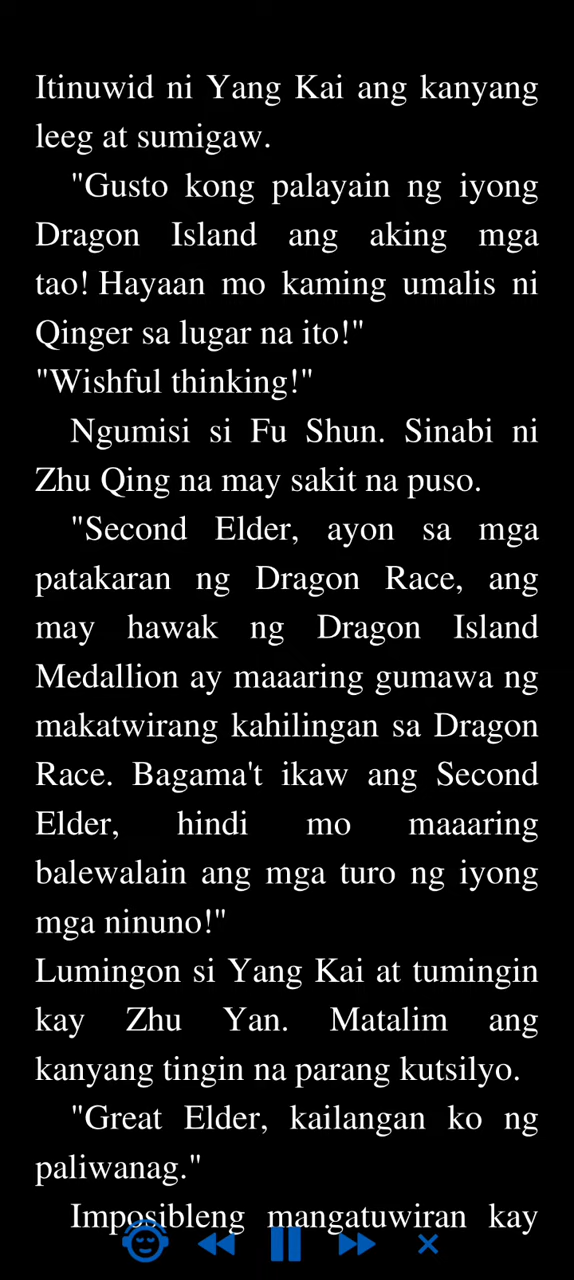 Itinuwid ni Yang Kai ang kanyang
leeg at sumigaw.
"Gusto kong palayain ng iyong
Dragon Island ang aking mga
tao! Hayaan mo kaming umalis ni
Qinger sa lugar na ito!"
"Wishful thinking!"
Ngumisi si Fu Shun. Sinabi ni
Zhu Qing na may sakit na puso.
"Second Elder, ayon sa mga
patakaran ng Dragon Race, ang
may hawak ng Dragon Island
Medallion ay maaaring gumawa ng
makatwirang kahilingan sa Dragon
Race. Bagama't ikaw ang Second
Elder, hindi mo maaaring
balewalain ang mga turo ng iyong
mga ninuno!"
Lumingon si Yang Kai at tumingin
kay Zhu Yan. Matalim ang
kanyang tingin na parang kutsilyo.
"Great Elder, kailangan ko ng
paliwanag."
Imposibleng mangatuwiran kay